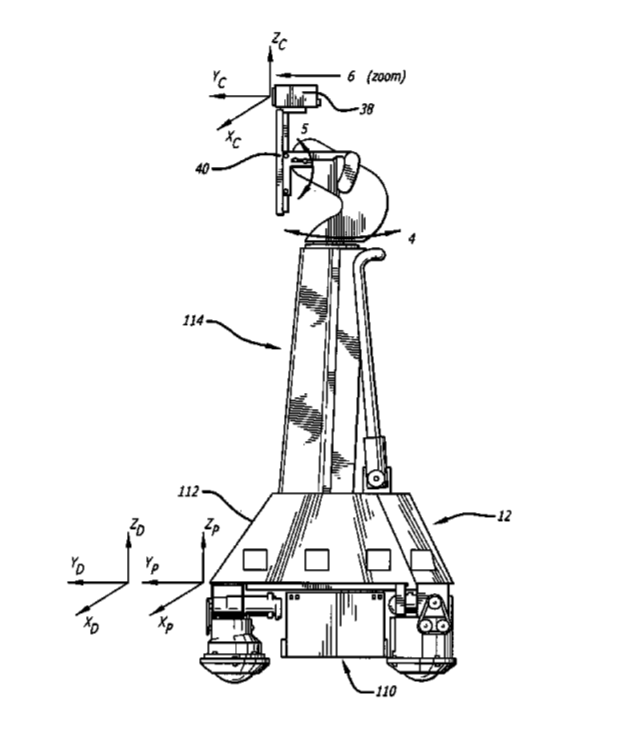 Z_C
Y_C
6 (zoom)
38
X_C
5
40
4
114
112
12
Z_D
Z_P
Y_D
Y_P
X_D
X_P
110